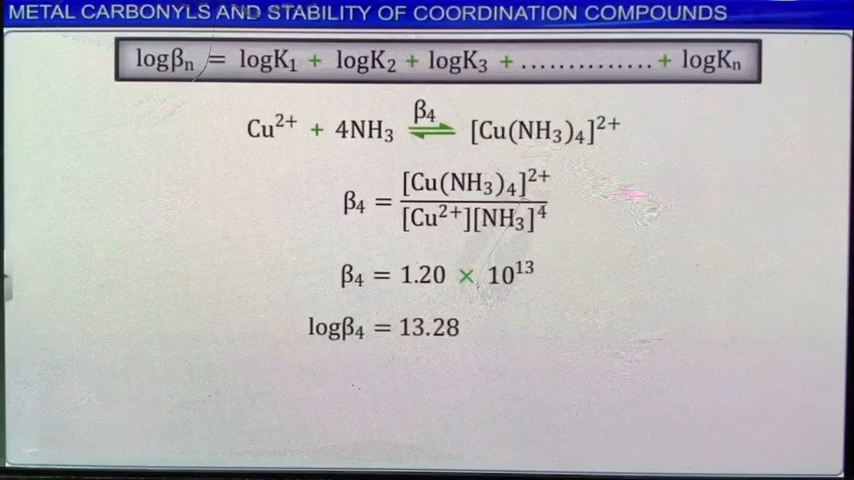 METAL CARBONYLS AND STABILITY OF COORDINATION COMPOUNDS
logβₙ = logK₁ + logK₂ + logK₃ + .............. + logKₙ
β₄
Cu²⁺ + 4NH₃ ⇌ [Cu(NH₃)₄]²⁺
β₄ = [Cu(NH₃)₄]²⁺ / [Cu²⁺][NH₃]⁴
β₄ = 1.20 × 10¹³
logβ₄ = 13.28